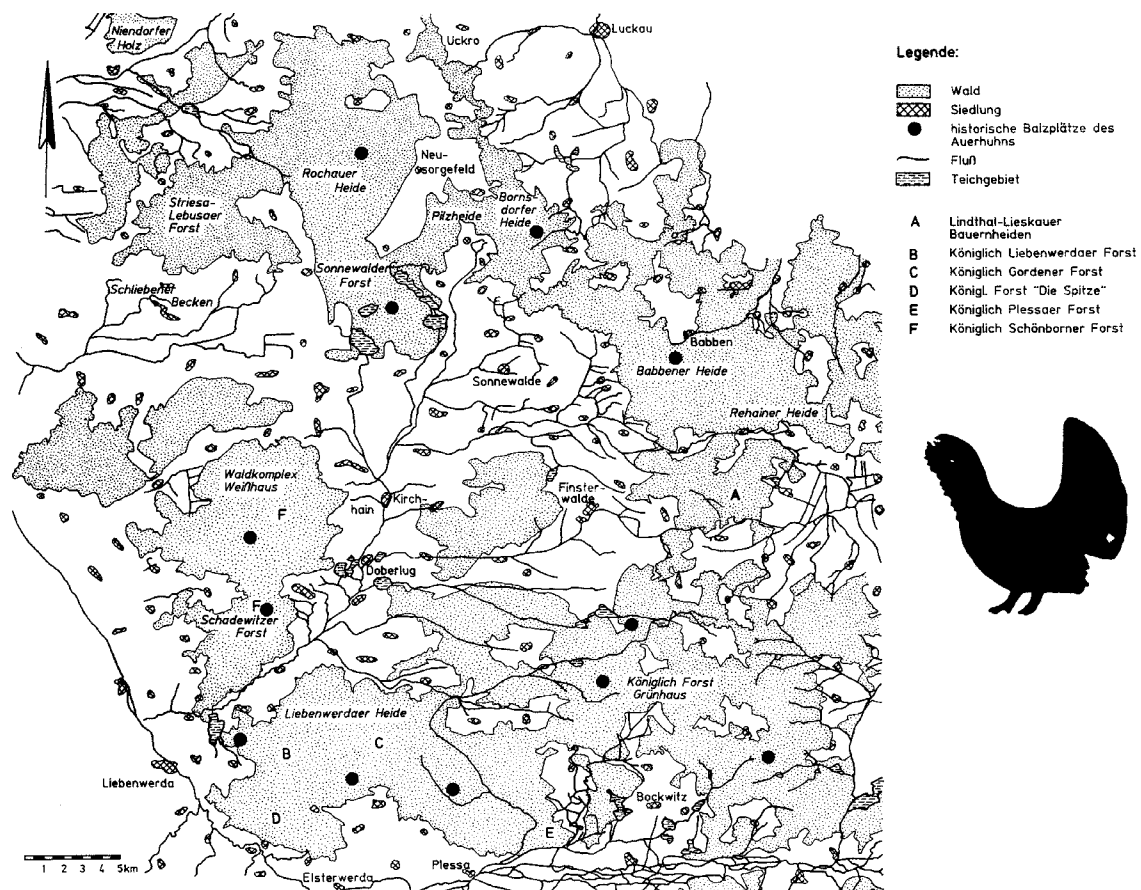 Niendorfer
Holz
Uckro
Luckau
Rochauer
Heide
Neu-
sorgefeld
Striesa-
Lebusaer
Forst
Pilzheide
Borns-
dorfer
Heide
Sonnewalder
Forst
Schliebener
Becken
Babben
Babbener Heide
Sonnewalde
Rehainer Heide
Waldkomplex
Weißhaus
F
Kirch-
hain
Finster-
walde
A
Doberlug
F
Schadewitzer
Forst
Königlich Forst
Grünhaus
Liebenwerdaer Heide
B
C
Liebenwerda
Bockwitz
D
E
Plessa
Elsterwerda
1 2 3 4 5km
Legende:
Wald
Siedlung
historische Balzplätze des
Auerhuhns
Fluß
Teichgebiet
A Lindthal-Lieskauer
Bauernheiden
B Königlich Liebenwerdaer Forst
C Königlich Gordener Forst
D Königl. Forst "Die Spitze"
E Königlich Plessaer Forst
F Königlich Schönborner Forst